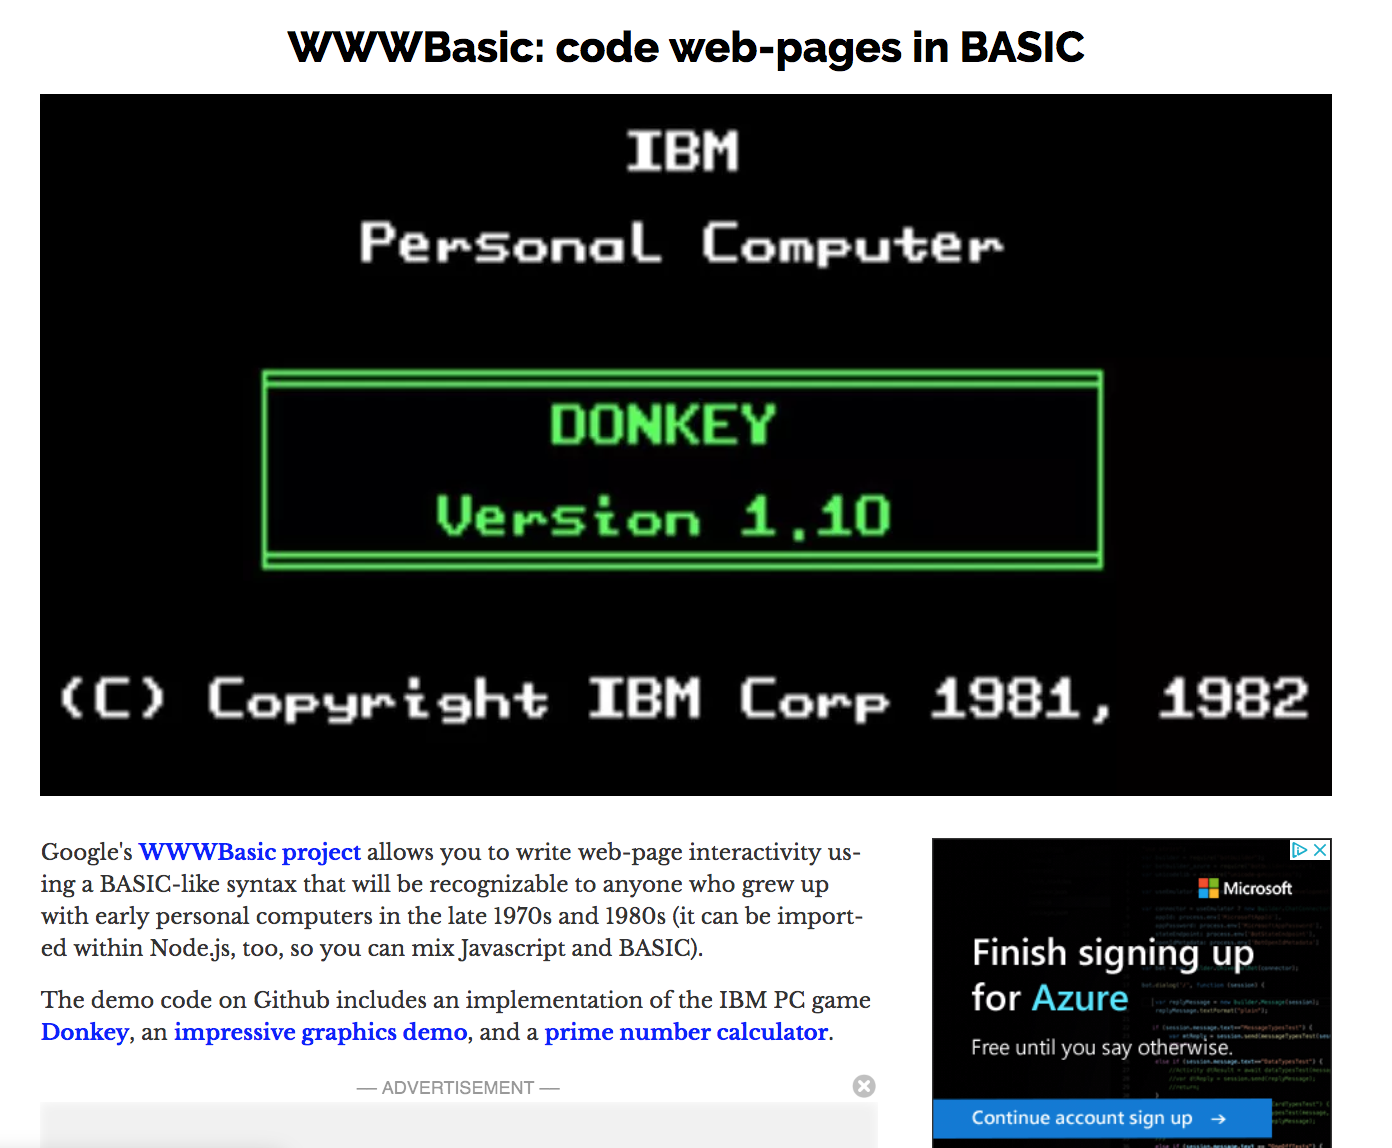 WWWBasic: code web-pages in BASIC
IBM
Personal Computer
DONKEY
Version 1.10
(C) Copyright IBM Corp 1981, 1982
Google's WWWBasic project allows you to write web-page interactivity us-
ing a BASIC-like syntax that will be recognizable to anyone who grew up
with early personal computers in the late 1970s and 1980s (it can be import-
ed within Node.js, too, so you can mix Javascript and BASIC).
The demo code on Github includes an implementation of the IBM PC game
Donkey, an impressive graphics demo, and a prime number calculator.
— ADVERTISEMENT —
Microsoft
Finish signing up
for Azure
Free until you say otherwise.
Continue account sign up →